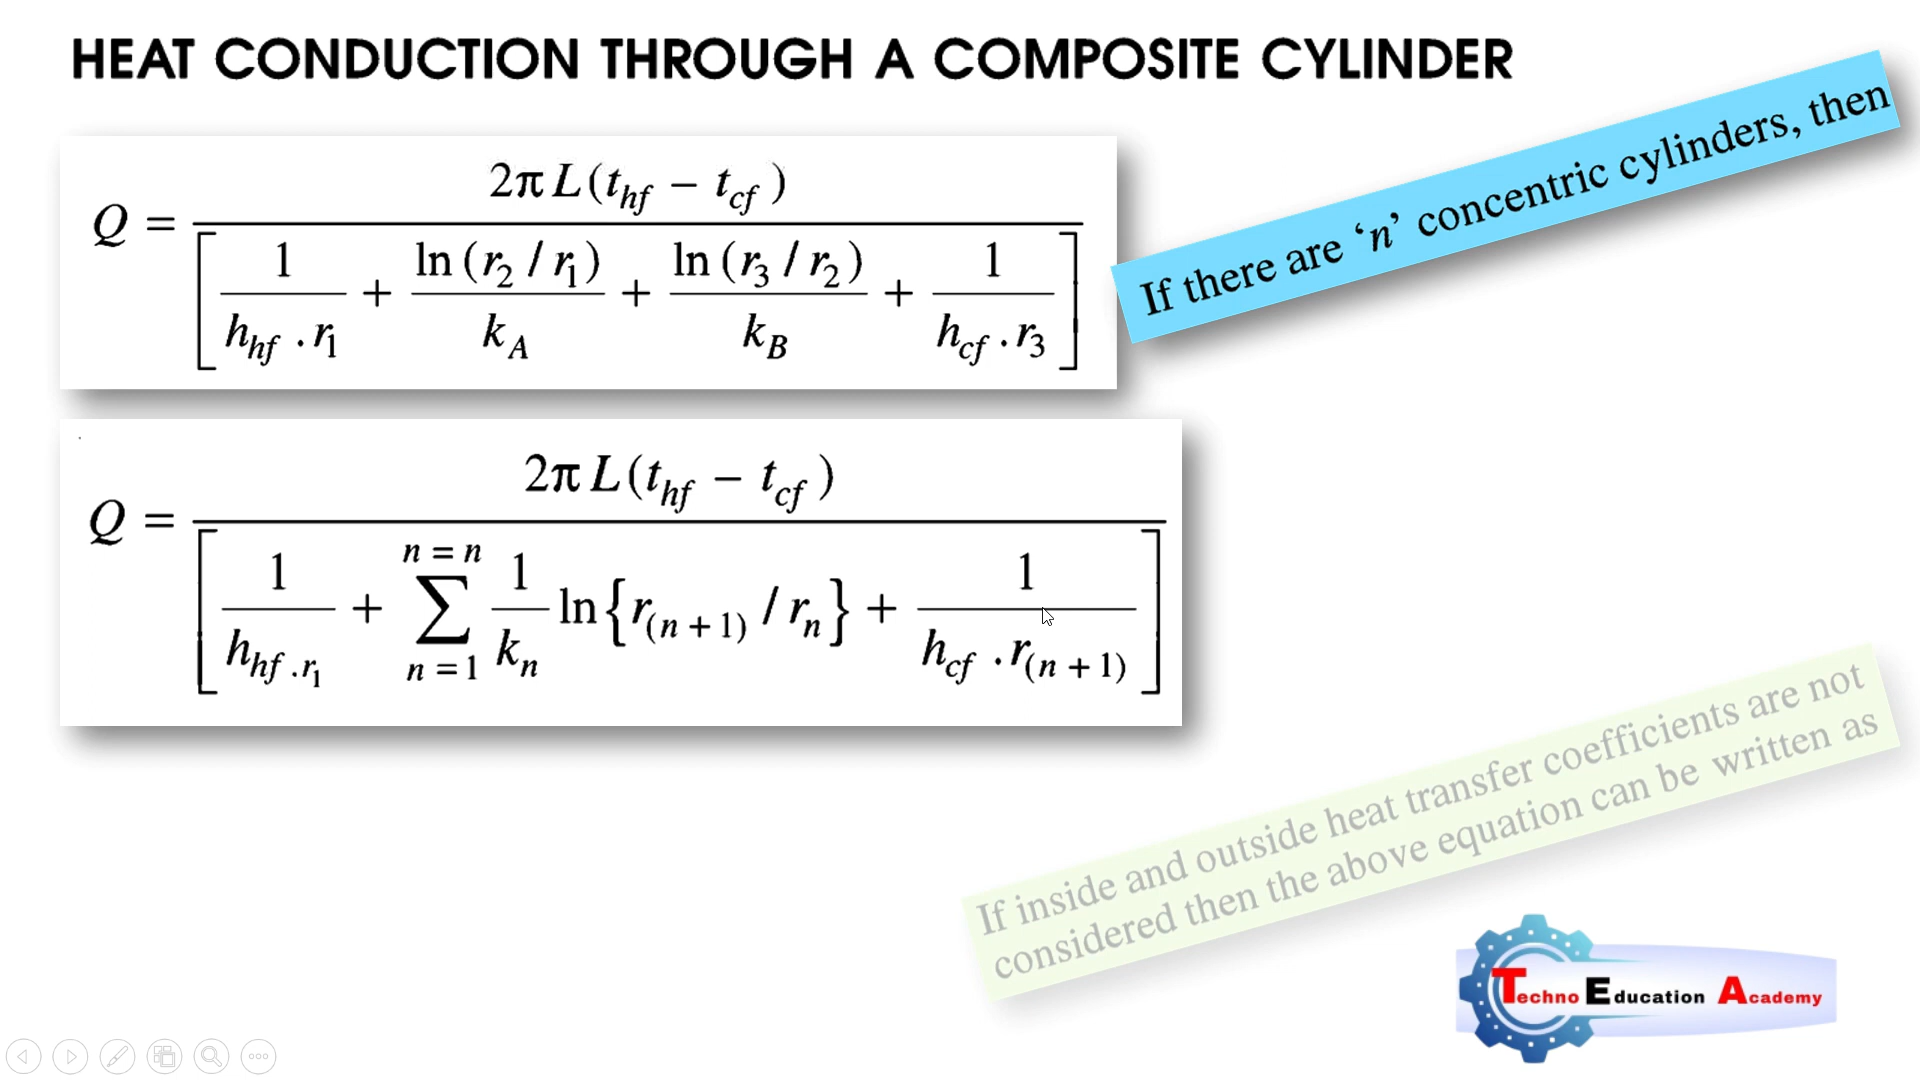 HEAT CONDUCTION THROUGH A COMPOSITE CYLINDER
Q = 2π L(t_hf − t_cf) / [ 1/(h_hf . r_1) + ln (r_2 / r_1)/k_A + ln (r_3 / r_2)/k_B + 1/(h_cf . r_3) ]
If there are ‘n’ concentric cylinders, then
Q = 2π L(t_hf − t_cf) / [ 1/(h_hf . r_1) + ∑_{n = 1}^{n = n} 1/k_n ln {r_(n + 1) / r_n} + 1/(h_cf . r_(n + 1)) ]
If inside and outside heat transfer coefficients are not
considered then the above equation can be written as
Techno Education Academy